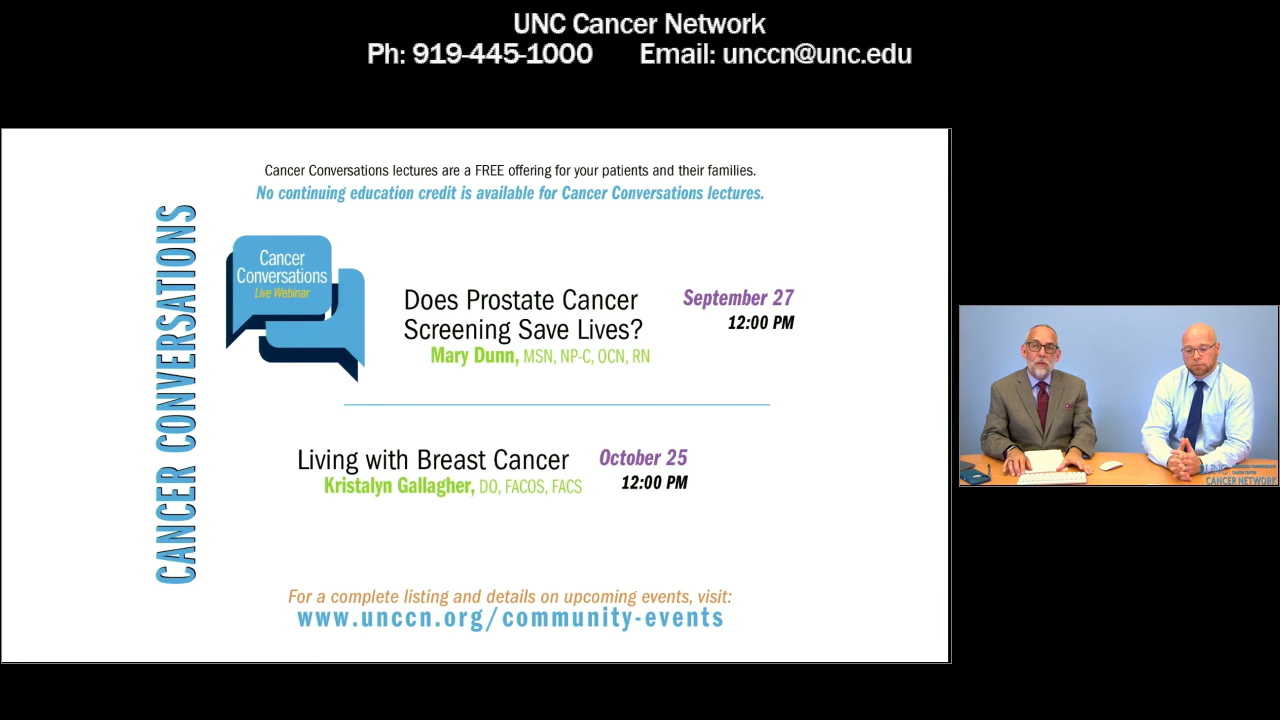 UNC Cancer Network
Ph: 919-445-1000 Email: unccn@unc.edu
Cancer Conversations lectures are a FREE offering for your patients and their families.
No continuing education credit is available for Cancer Conversations lectures.
CANCER CONVERSATIONS
Cancer
Conversations
Live Webinar
Does Prostate Cancer
Screening Save Lives?
Mary Dunn, MSN, NP-C, OCN, RN
September 27
12:00 PM
Living with Breast Cancer
Kristalyn Gallagher, DO, FACOS, FACS
October 25
12:00 PM
For a complete listing and details on upcoming events, visit:
www.unccn.org/community-events
UNC
CANCER NETWORK